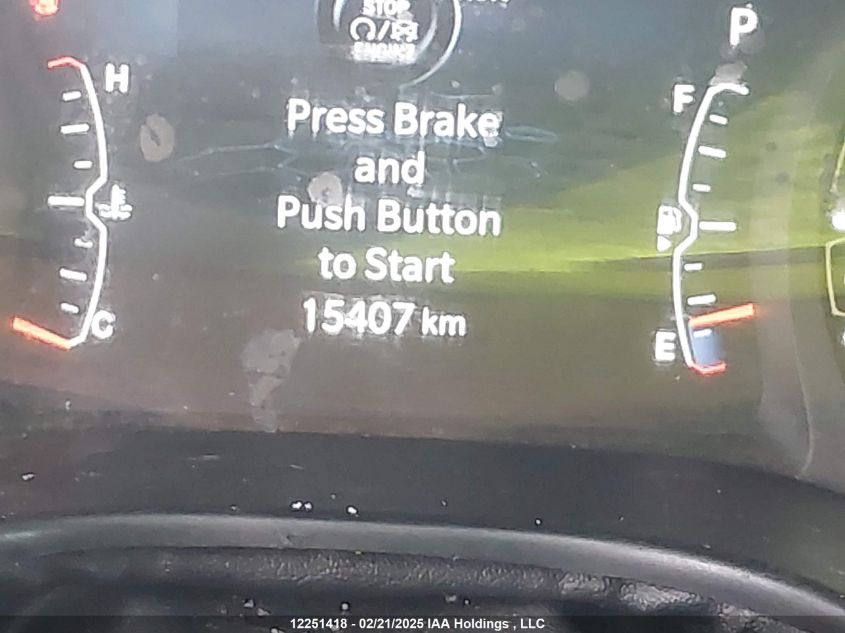 STOP
ENGINE
P
H
F
Press Brake
and
Push Button
to Start
15407 km
C
E
12251418 - 02/21/2025 IAA Holdings , LLC